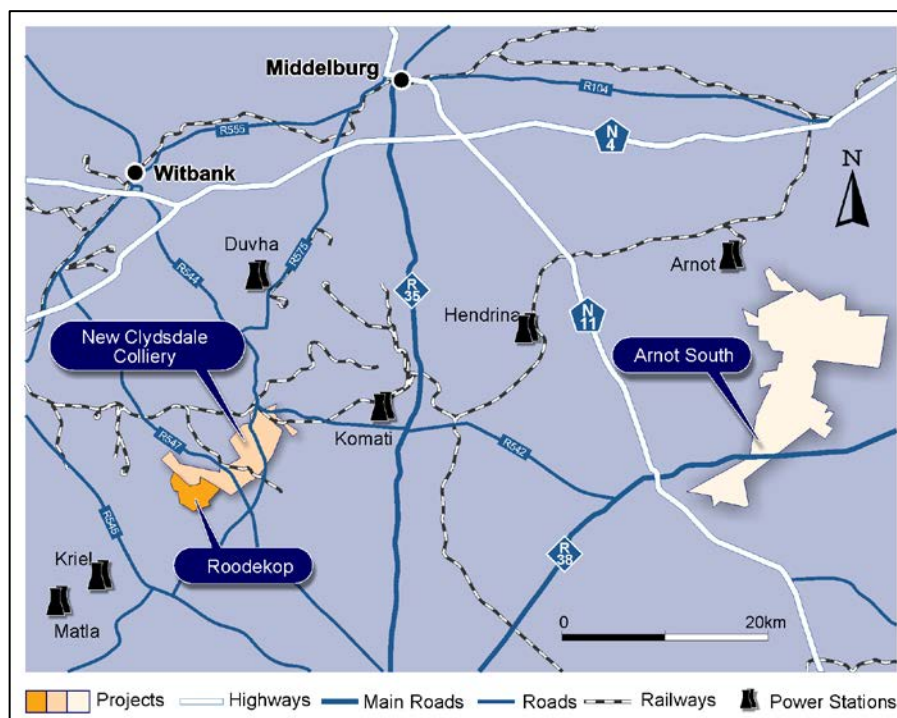 Middelburg
R104
R555
N
4
Witbank
N
Duvha
R575
Arnot
R544
R
35
Hendrina
N
11
New Clydsdale
Colliery
Arnot South
Komati
R547
R542
R545
Roodekop
Kriel
R
38
Matla
0
20km
Projects
Highways
Main Roads
Roads
Railways
Power Stations